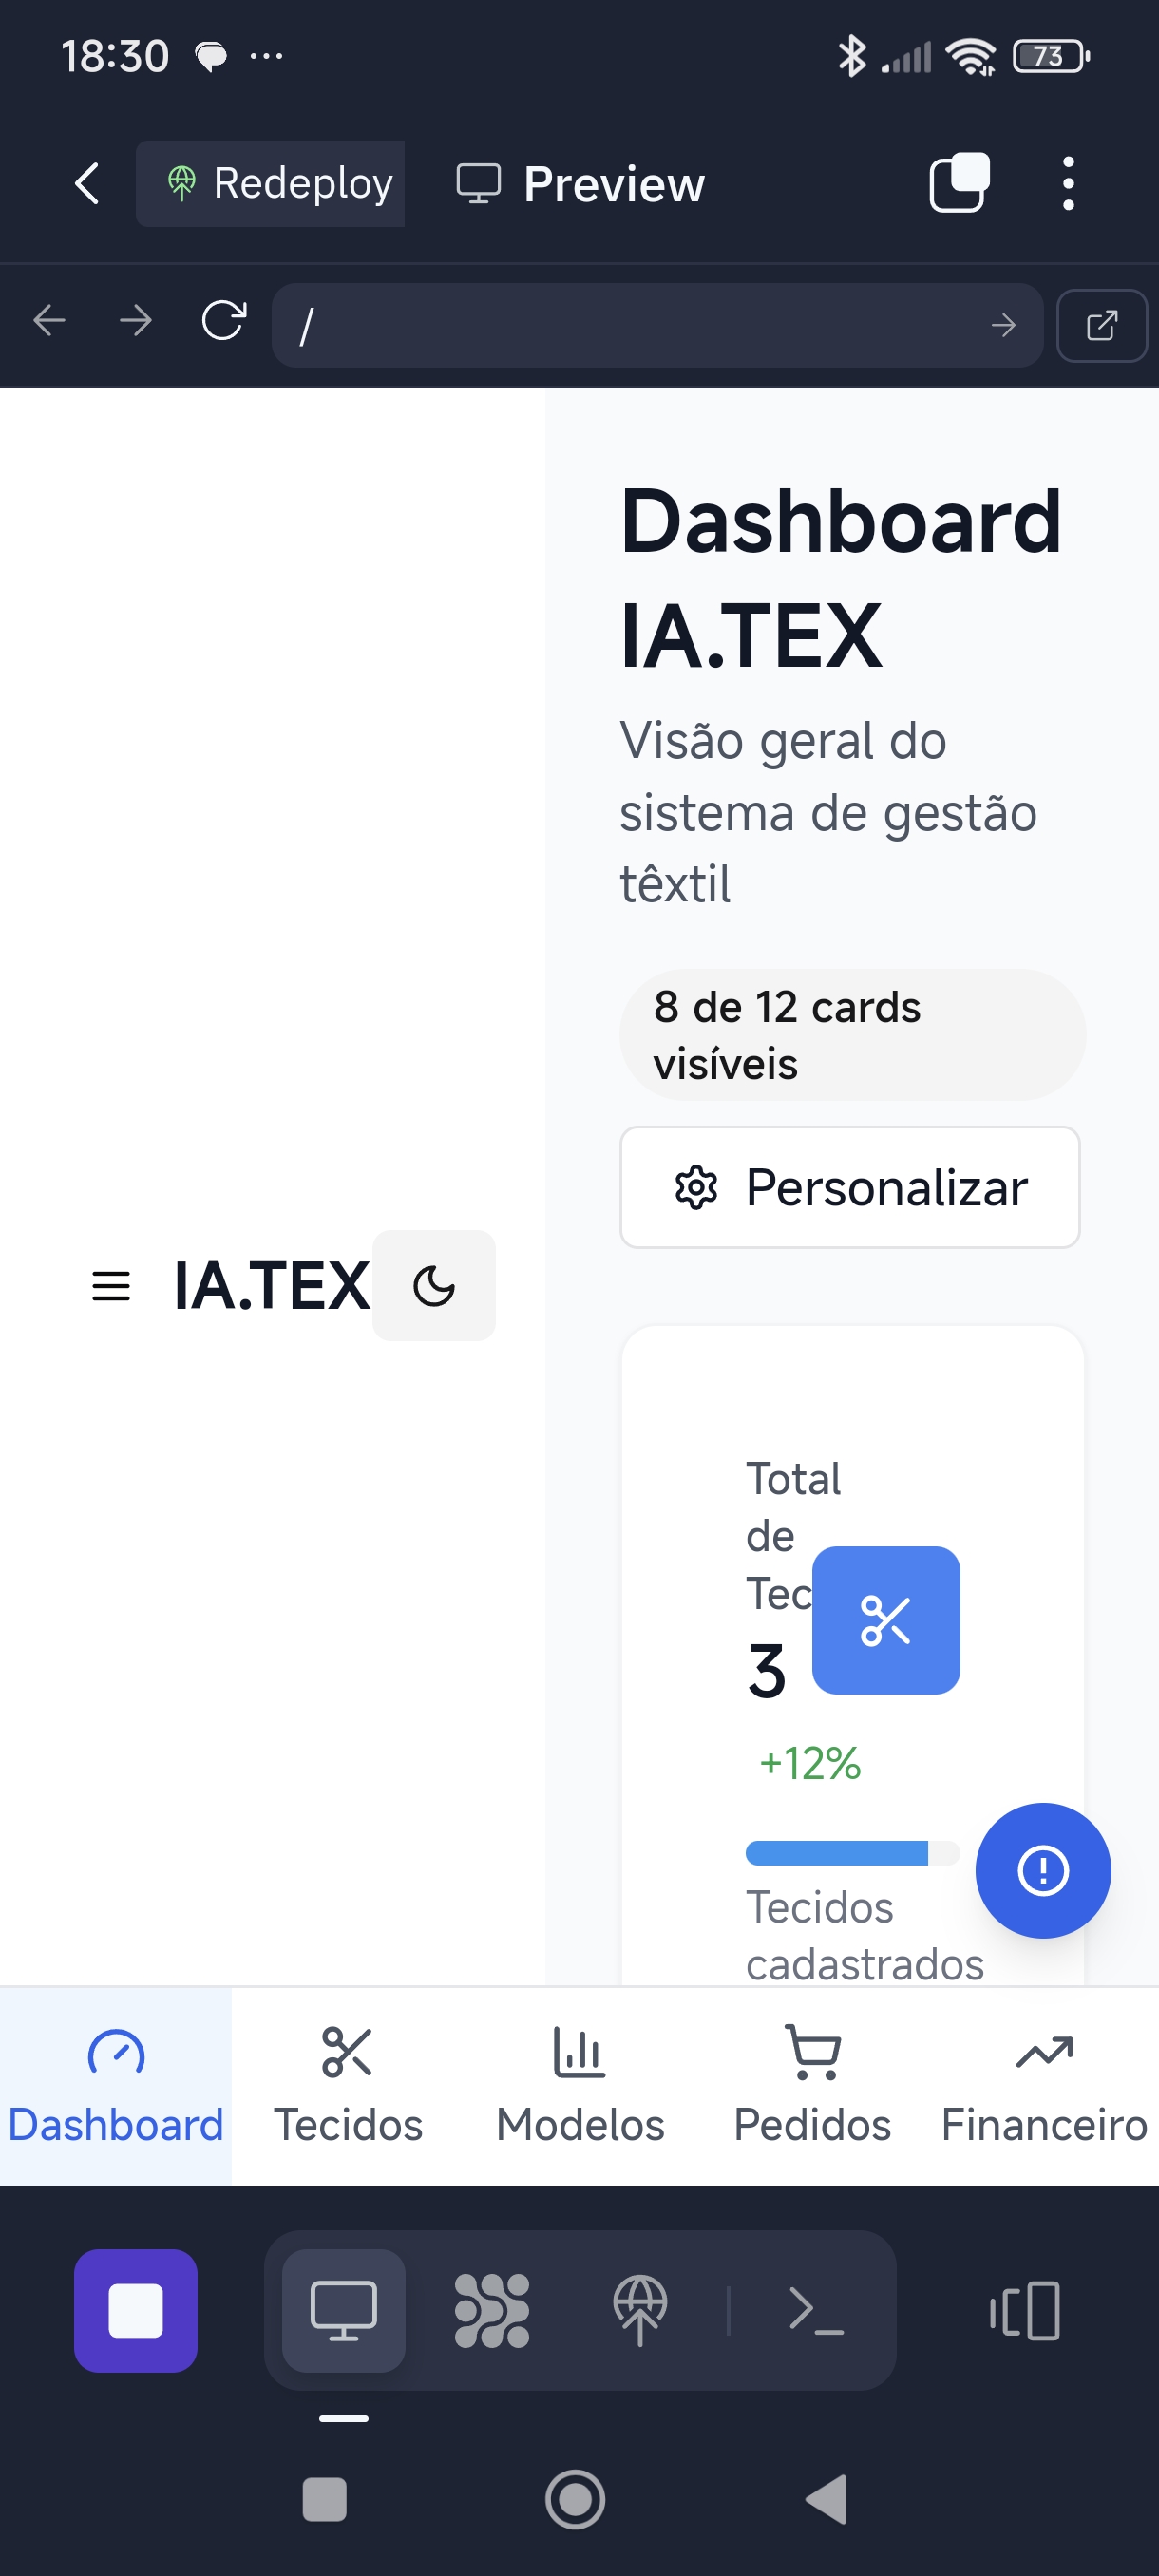 18:30
73
Redeploy
Preview
/
Dashboard
IA.TEX
Visão geral do
sistema de gestão
têxtil
8 de 12 cards
visíveis
Personalizar
IA.TEX
Total
de
Tec
3
+12%
Tecidos
cadastrados
Dashboard
Tecidos
Modelos
Pedidos
Financeiro